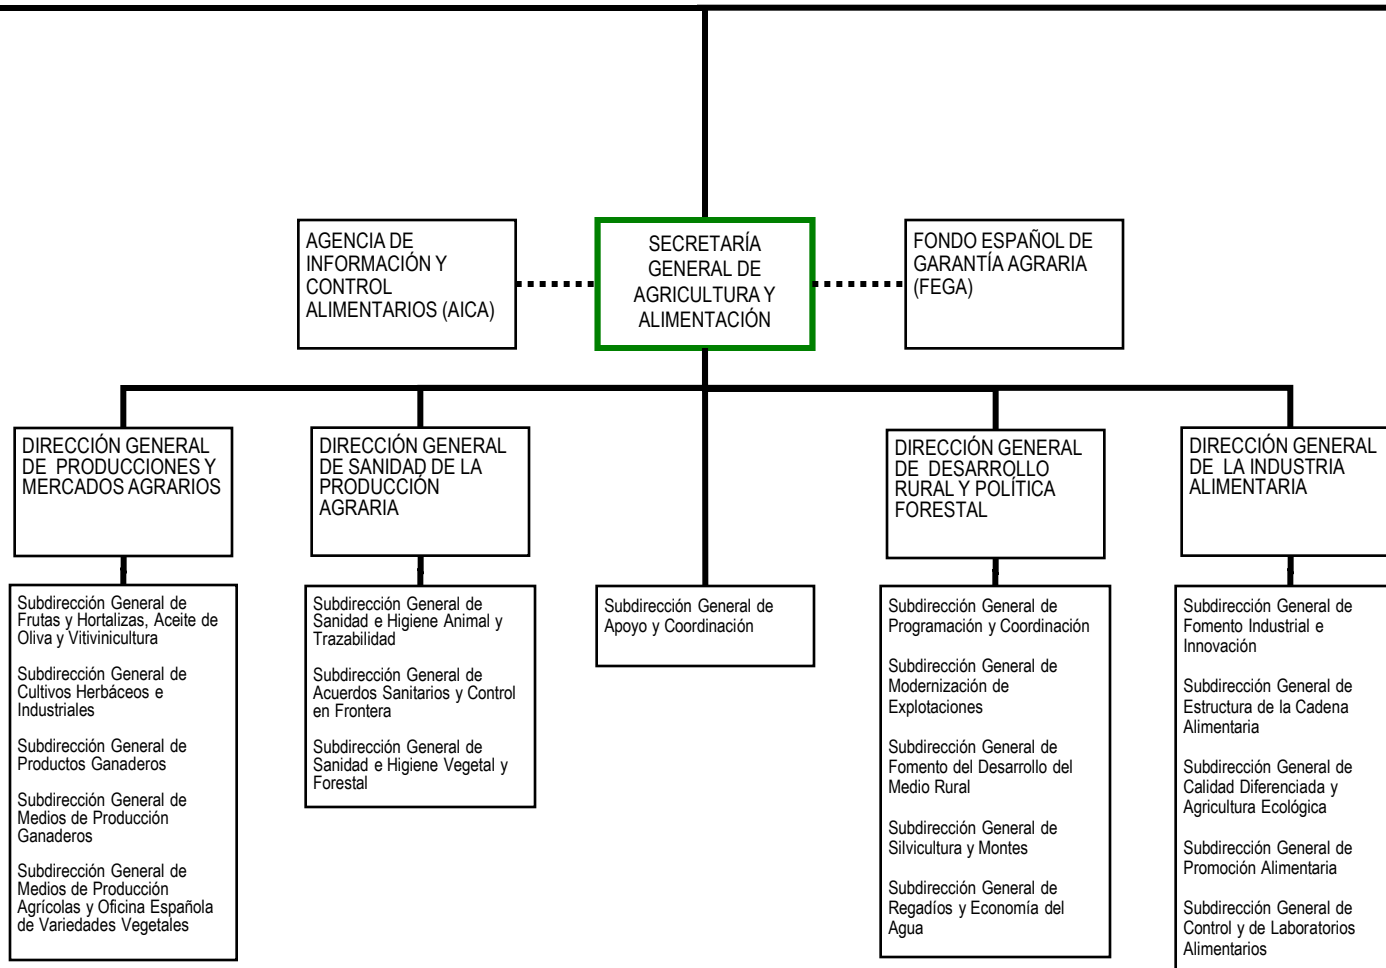 AGENCIA DE
INFORMACIÓN Y
CONTROL
ALIMENTARIOS (AICA)
SECRETARÍA
GENERAL DE
AGRICULTURA Y
ALIMENTACIÓN
FONDO ESPAÑOL DE
GARANTÍA AGRARIA
(FEGA)
DIRECCIÓN GENERAL
DE PRODUCCIONES Y
MERCADOS AGRARIOS
DIRECCIÓN GENERAL
DE SANIDAD DE LA
PRODUCCIÓN
AGRARIA
DIRECCIÓN GENERAL
DE DESARROLLO
RURAL Y POLÍTICA
FORESTAL
DIRECCIÓN GENERAL
DE LA INDUSTRIA
ALIMENTARIA
Subdirección General de
Frutas y Hortalizas, Aceite de
Oliva y Vitivinicultura
Subdirección General de
Cultivos Herbáceos e
Industriales
Subdirección General de
Productos Ganaderos
Subdirección General de
Medios de Producción
Ganaderos
Subdirección General de
Medios de Producción
Agrícolas y Oficina Española
de Variedades Vegetales
Subdirección General de
Sanidad e Higiene Animal y
Trazabilidad
Subdirección General de
Acuerdos Sanitarios y Control
en Frontera
Subdirección General de
Sanidad e Higiene Vegetal y
Forestal
Subdirección General de
Apoyo y Coordinación
Subdirección General de
Programación y Coordinación
Subdirección General de
Modernización de
Explotaciones
Subdirección General de
Fomento del Desarrollo del
Medio Rural
Subdirección General de
Silvicultura y Montes
Subdirección General de
Regadíos y Economía del
Agua
Subdirección General de
Fomento Industrial e
Innovación
Subdirección General de
Estructura de la Cadena
Alimentaria
Subdirección General de
Calidad Diferenciada y
Agricultura Ecológica
Subdirección General de
Promoción Alimentaria
Subdirección General de
Control y de Laboratorios
Alimentarios